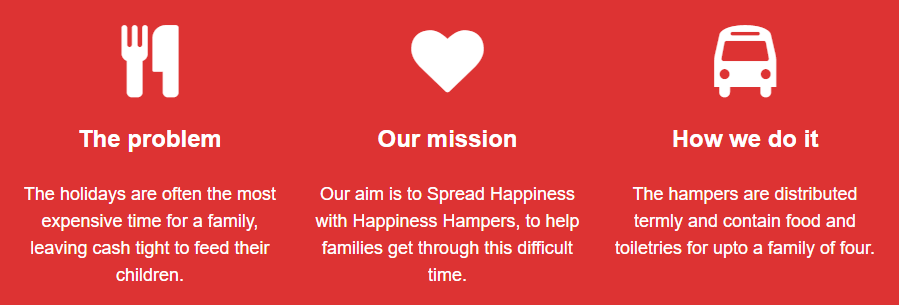 The problem
The holidays are often the most
expensive time for a family,
leaving cash tight to feed their
children.
Our mission
Our aim is to Spread Happiness
with Happiness Hampers, to help
families get through this difficult
time.
How we do it
The hampers are distributed
termly and contain food and
toiletries for upto a family of four.